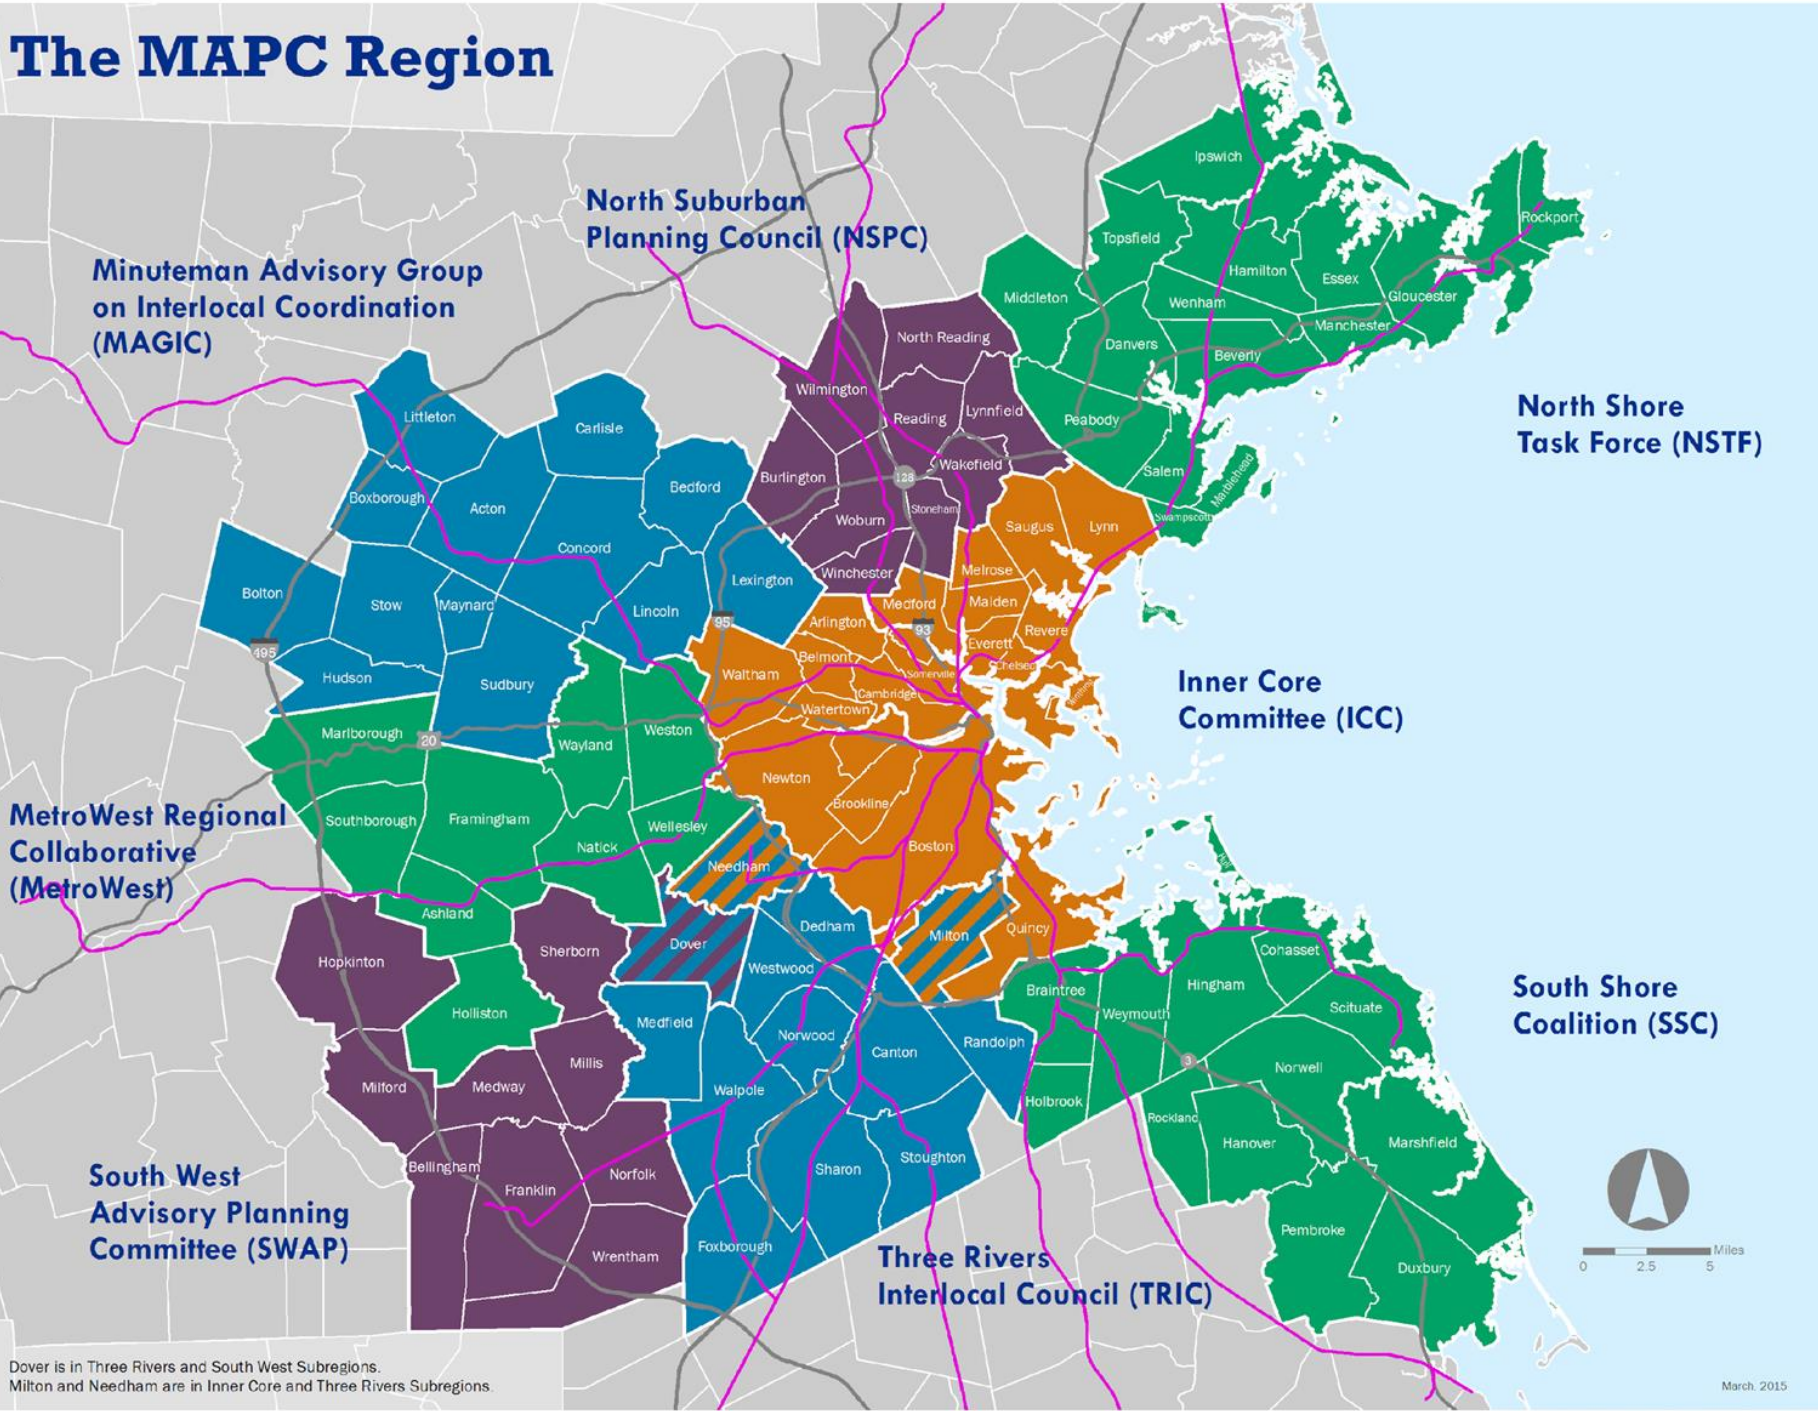 The MAPC Region
North Suburban
Planning Council (NSPC)
Minuteman Advisory Group
on Interlocal Coordination
(MAGIC)
North Shore
Task Force (NSTF)
Inner Core
Committee (ICC)
MetroWest Regional
Collaborative
(MetroWest)
South Shore
Coalition (SSC)
South West
Advisory Planning
Committee (SWAP)
Three Rivers
Interlocal Council (TRIC)
Ipswich
Rockport
Topsfield
Hamilton
Essex
Middleton
Wenham
Gloucester
Manchester
Danvers
Beverly
Peabody
Salem
Marblehead
Swampscott
North Reading
Wilmington
Reading
Lynnfield
Wakefield
Burlington
128
Woburn
Stoneham
Winchester
Littleton
Carlisle
Bedford
Boxborough
Acton
Concord
Lexington
Bolton
Stow
Maynard
Lincoln
95
495
Hudson
Sudbury
Saugus
Lynn
Melrose
Medford
Malden
Arlington
93
Revere
Everett
Belmont
Chelsea
Waltham
Somerville
Cambridge
Winthrop
Watertown
Newton
Brookline
Boston
Needham
Milton
Quincy
Marlborough
20
Weston
Wayland
Southborough
Framingham
Wellesley
Natick
Ashland
Holliston
Hopkinton
Sherborn
Dover
Milford
Medway
Millis
Bellingham
Franklin
Norfolk
Wrentham
Dedham
Westwood
Medfield
Norwood
Canton
Randolph
Walpole
Sharon
Stoughton
Foxborough
Hull
Cohasset
Braintree
Weymouth
Hingham
Scituate
3
Norwell
Holbrook
Rockland
Hanover
Marshfield
Pembroke
Duxbury
Miles
0 2.5 5
Dover is in Three Rivers and South West Subregions.
Milton and Needham are in Inner Core and Three Rivers Subregions.
March, 2015